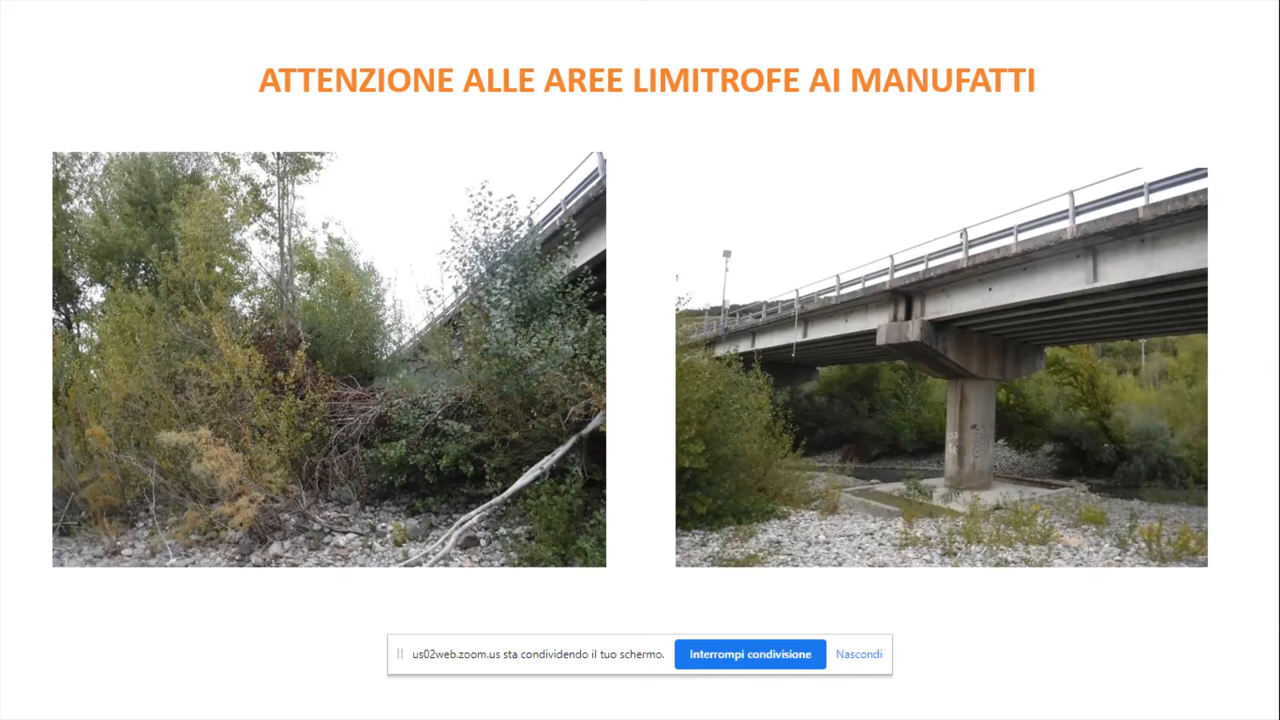 ATTENZIONE ALLE AREE LIMITROFE AI MANUFATTI
us02web.zoom.us sta condividendo il tuo schermo. Interrompi condivisione Nascondi